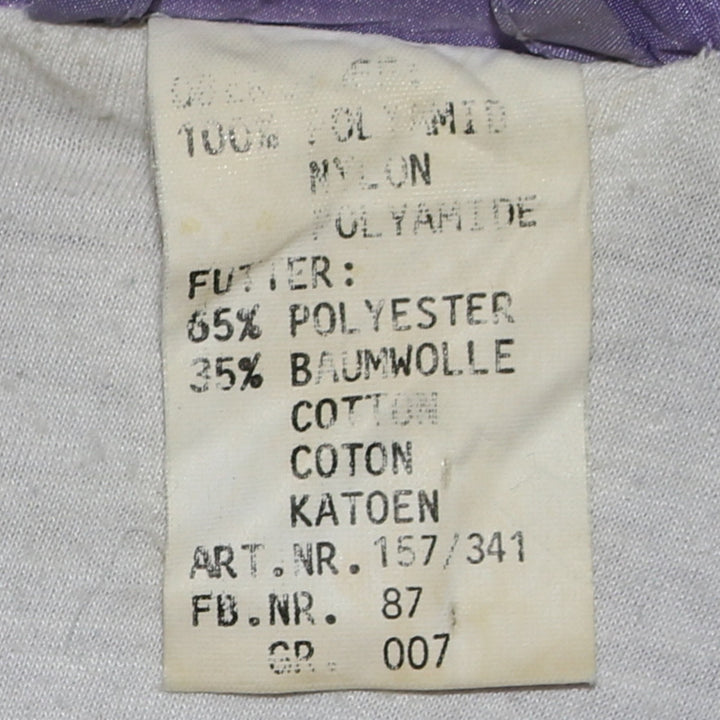 100% POLYAMID
NYLON
POLYAMIDE
FUTTER:
65% POLYESTER
35% BAUMWOLLE
COTTON
COTON
KATOEN
ART.NR. 157/341
FB.NR. 87
GR. 007